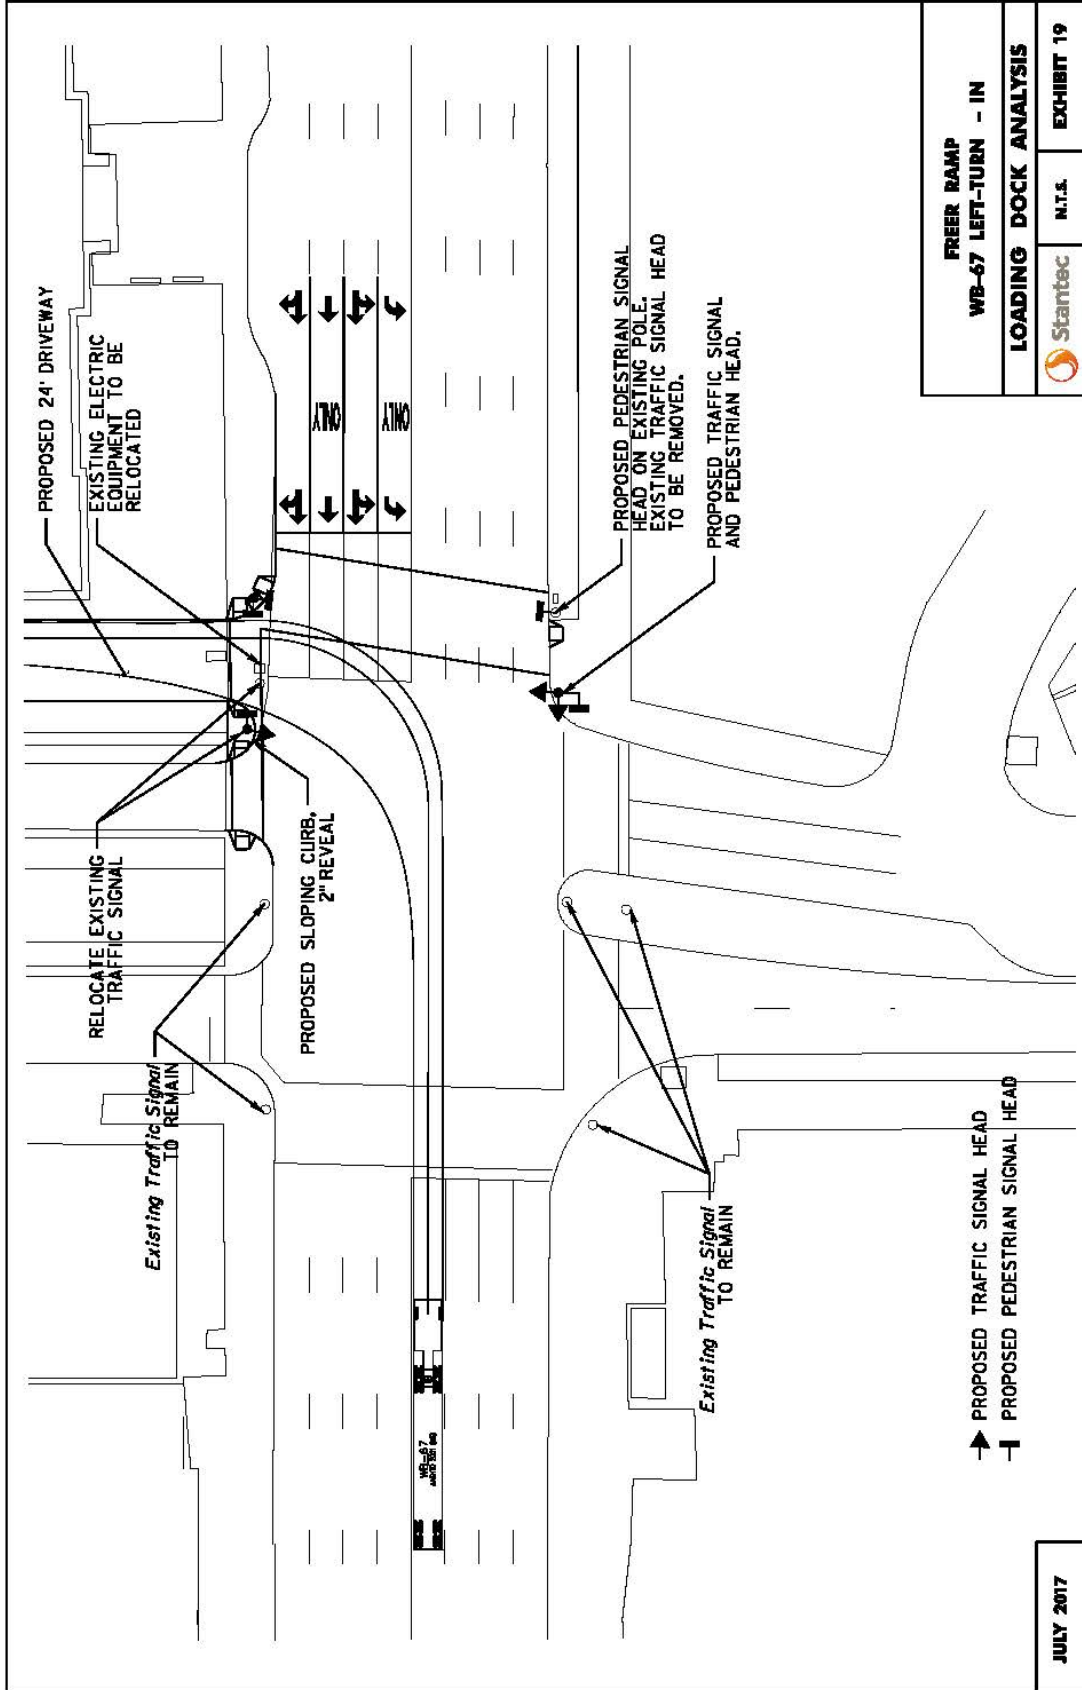 PROPOSED 24' DRIVEWAY
EXISTING ELECTRIC
EQUIPMENT TO BE
RELOCATED
RELOCATE EXISTING
TRAFFIC SIGNAL
Existing Traffic Signal
TO REMAIN
PROPOSED SLOPING CURB,
2" REVEAL
ONLY
ONLY
WB-67
PROPOSED PEDESTRIAN SIGNAL
HEAD ON EXISTING POLE.
EXISTING TRAFFIC SIGNAL HEAD
TO BE REMOVED.
PROPOSED TRAFFIC SIGNAL
AND PEDESTRIAN HEAD.
Existing Traffic Signal
TO REMAIN
PROPOSED TRAFFIC SIGNAL HEAD
PROPOSED PEDESTRIAN SIGNAL HEAD
JULY 2017
FREER RAMP
WB-67 LEFT-TURN - IN
LOADING DOCK ANALYSIS
Stantec
N.T.S.
EXHIBIT 19